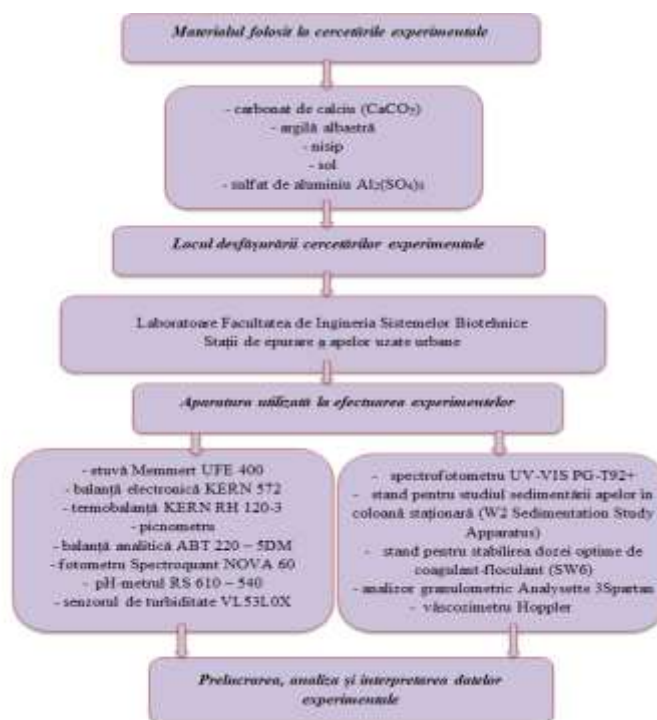 Materialul folosit la cercetările experimentale
- carbonat de calciu (CaCO₃)
- argilă albastră
- nisip
- sol
- sulfat de aluminiu Al₂(SO₄)₃
Locul desfășurării cercetărilor experimentale
Laboratoare Facultatea de Ingineria Sistemelor Biotehnice
Stații de epurare a apelor uzate urbane
Aparatura utilizată la efectuarea experimentelor
- etuvă Memmert UFE 400
- balanță electronică KERN 572
- termobalanță KERN RH 120-3
- picnometru
- balanță analitică ABT 220 – 5DM
- fotometru Spectroquant NOVA 60
- pH-metrul RS 610 – 540
- senzorul de turbiditate VL53L0X
- spectrofotometru UV-VIS PG-T92+
- stand pentru studiul sedimentării apelor în
coloană staționară (W2 Sedimentation Study
Apparatus)
- stand pentru stabilirea dozei optime de
coagulant-floculant (SW6)
- analizor granulometric Analysette 3Spartan
- vâscozimetru Hoppler
Prelucrarea, analiza și interpretarea datelor
experimentale